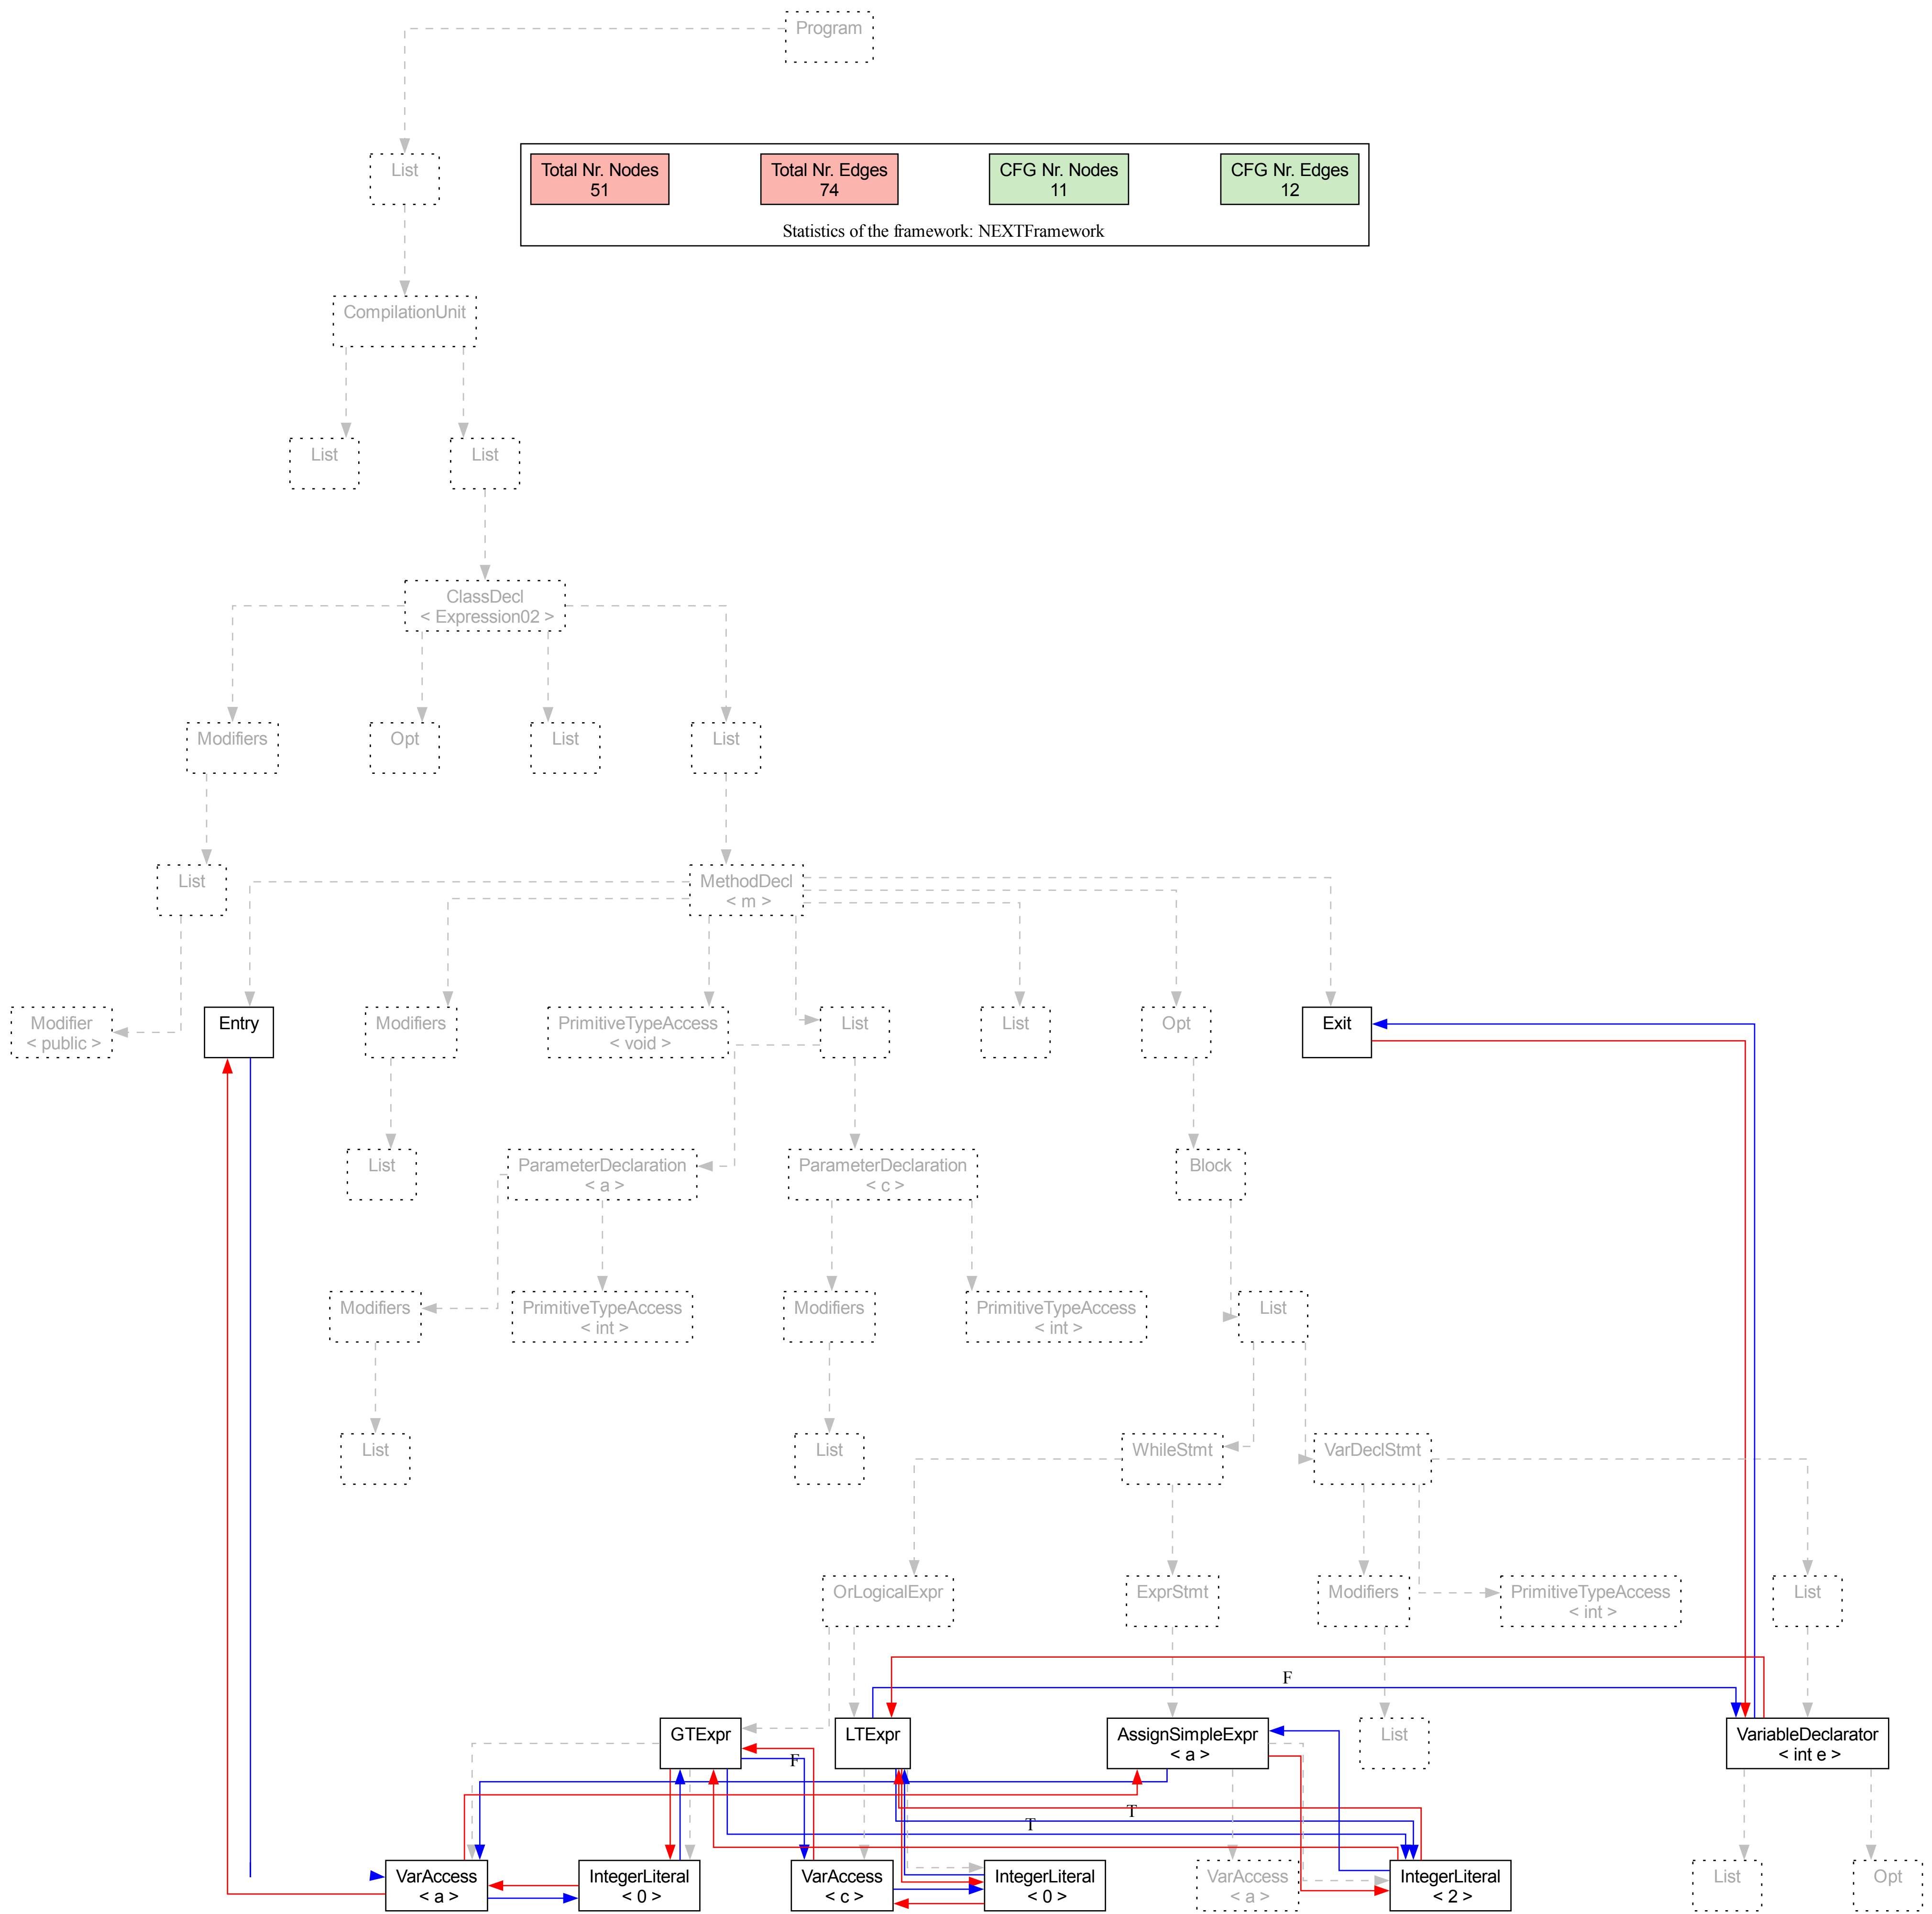 Program
List
Total Nr. Nodes
51
Total Nr. Edges
74
CFG Nr. Nodes
11
CFG Nr. Edges
12
Statistics of the framework: NEXTFramework
CompilationUnit
List
List
ClassDecl
< Expression02 >
Modifiers
Opt
List
List
List
MethodDecl
< m >
Modifier
< public >
Entry
Modifiers
PrimitiveTypeAccess
< void >
List
List
Opt
Exit
List
ParameterDeclaration
< a >
ParameterDeclaration
< c >
Block
Modifiers
PrimitiveTypeAccess
< int >
Modifiers
PrimitiveTypeAccess
< int >
List
List
List
WhileStmt
VarDeclStmt
OrLogicalExpr
ExprStmt
Modifiers
PrimitiveTypeAccess
< int >
List
F
GTExpr
LTExpr
AssignSimpleExpr
< a >
List
VariableDeclarator
< int e >
F
T
T
VarAccess
< a >
IntegerLiteral
< 0 >
VarAccess
< c >
IntegerLiteral
< 0 >
VarAccess
< a >
IntegerLiteral
< 2 >
List
Opt